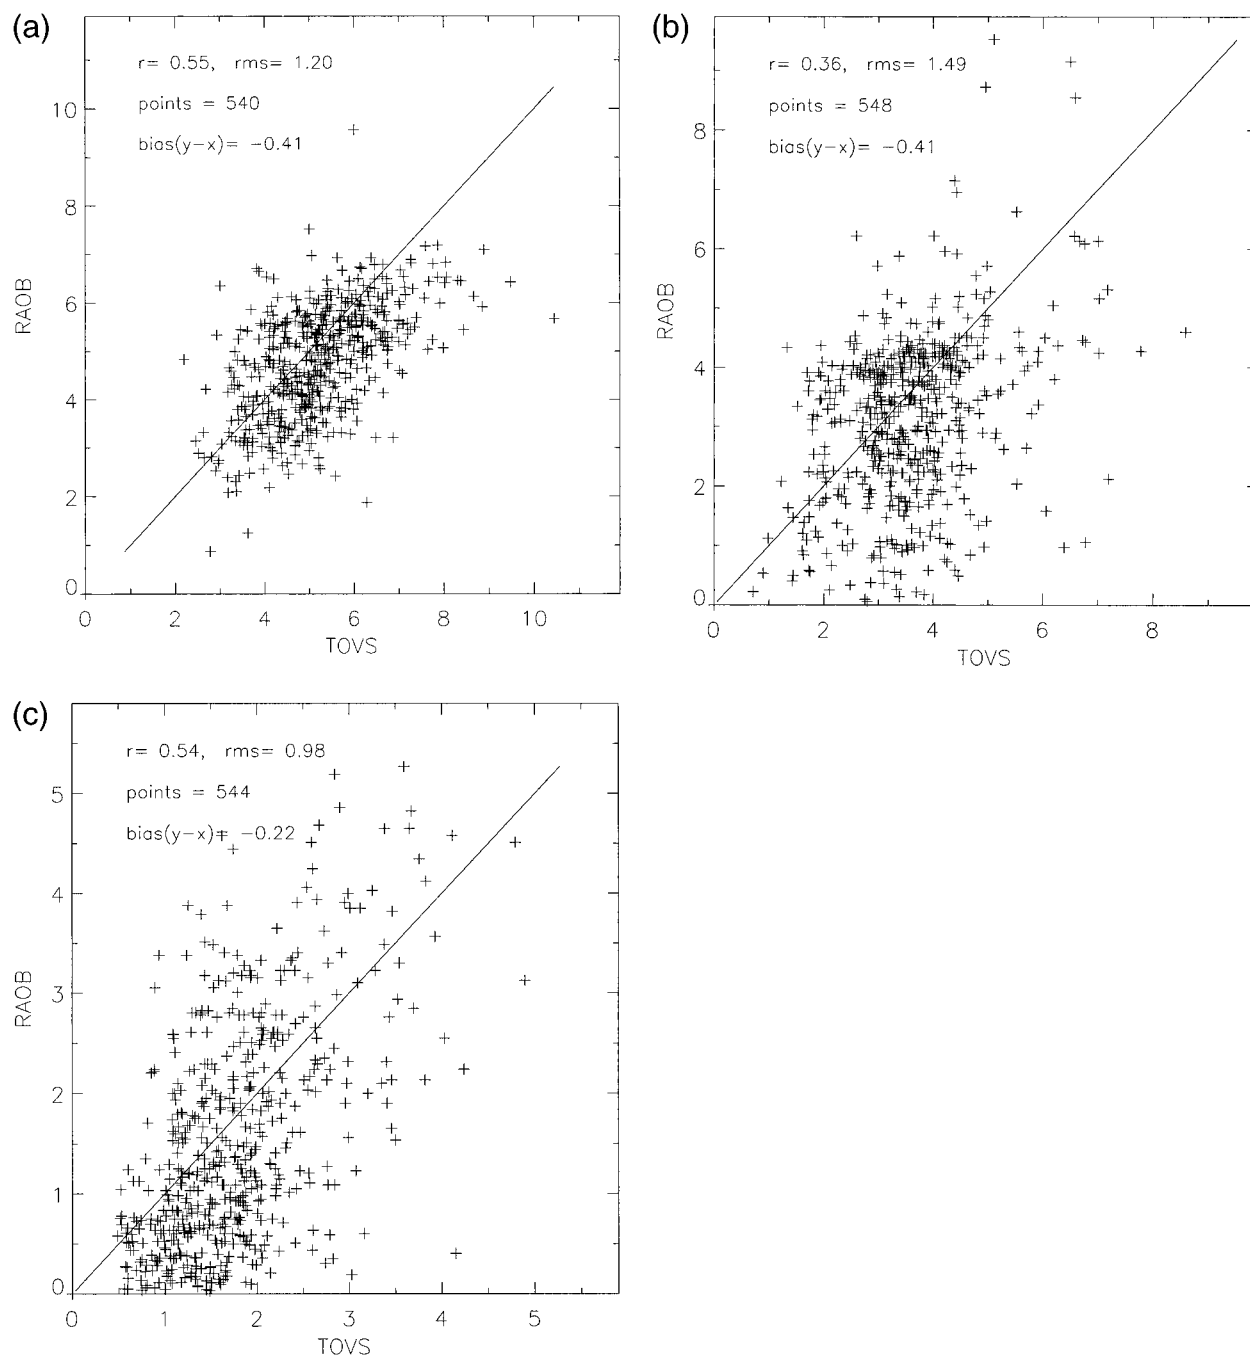 (a)
r= 0.55, rms= 1.20
points = 540
bias(y-x)= -0.41
10
8
6
4
2
0
RAOB
0 2 4 6 8 10
TOVS
(b)
r= 0.36, rms= 1.49
points = 548
bias(y-x)= -0.41
8
6
4
2
0
RAOB
0 2 4 6 8
TOVS
(c)
r= 0.54, rms= 0.98
points = 544
bias(y-x)= -0.22
5
4
3
2
1
0
RAOB
0 1 2 3 4 5
TOVS